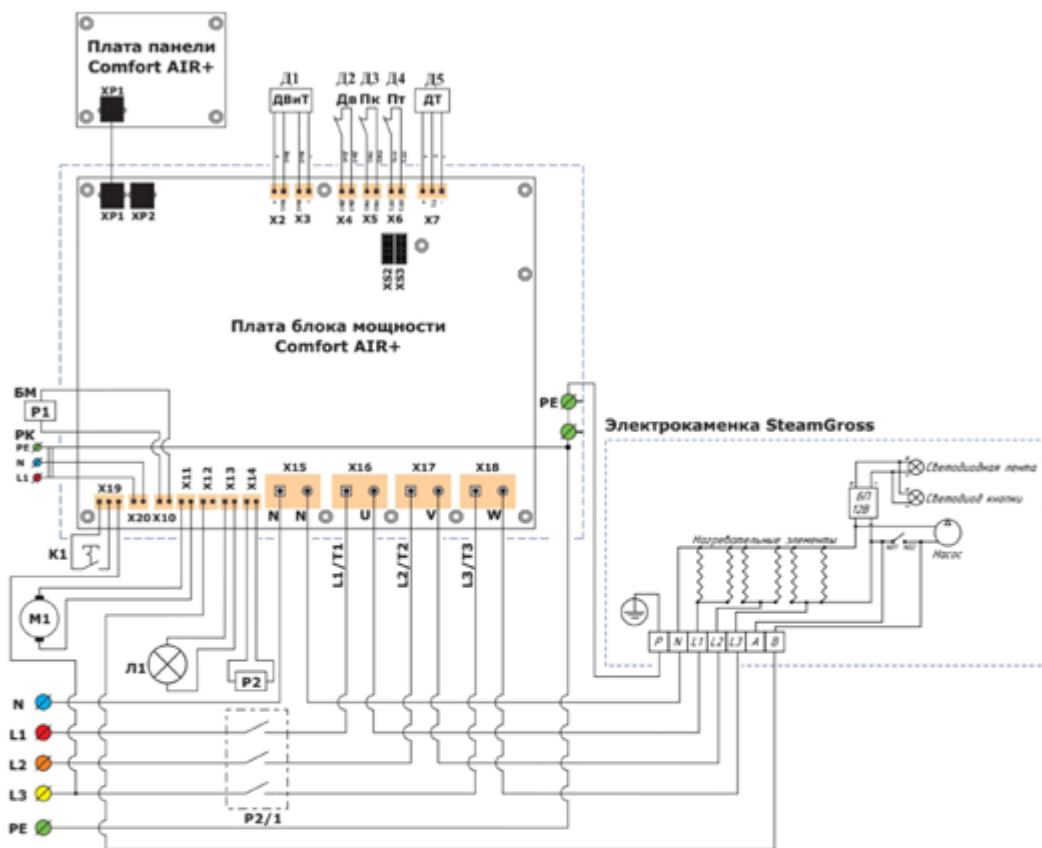 Плата панели
Comfort AIR+
XP1
Д1
Д2
Д3
Д4
Д5
ДВиТ
Дв
Пк
Пт
ДТ
XP1
XP2
X2
X3
X4
X5
X6
X7
XS2
XS3
Плата блока мощности
Comfort AIR+
БМ
P1
РК
PE
N
L1
PE
X19
X20
X10
X11
X12
X13
X14
X15
X16
X17
X18
N
N
U
V
W
Электрокаменка SteamGross
Светодиодная лента
БП
12В
Светодиод кнопки
Нагревательные элементы
Насос
K1
M1
Л1
P2
L1/T1
L2/T2
L3/T3
P
N
L1
L2
L3
A
B
N
L1
L2
L3
PE
P2/1